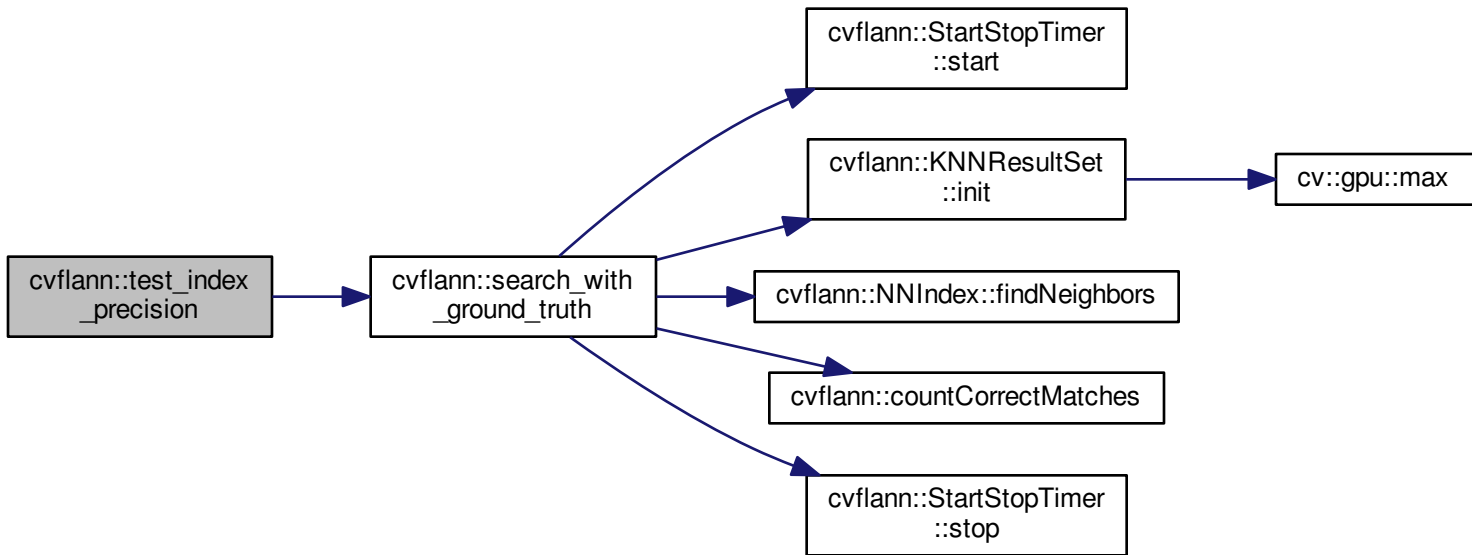 cvflann::test_index
_precision
cvflann::search_with
_ground_truth
cvflann::StartStopTimer
::start
cvflann::KNNResultSet
::init
cv::gpu::max
cvflann::NNIndex::findNeighbors
cvflann::countCorrectMatches
cvflann::StartStopTimer
::stop